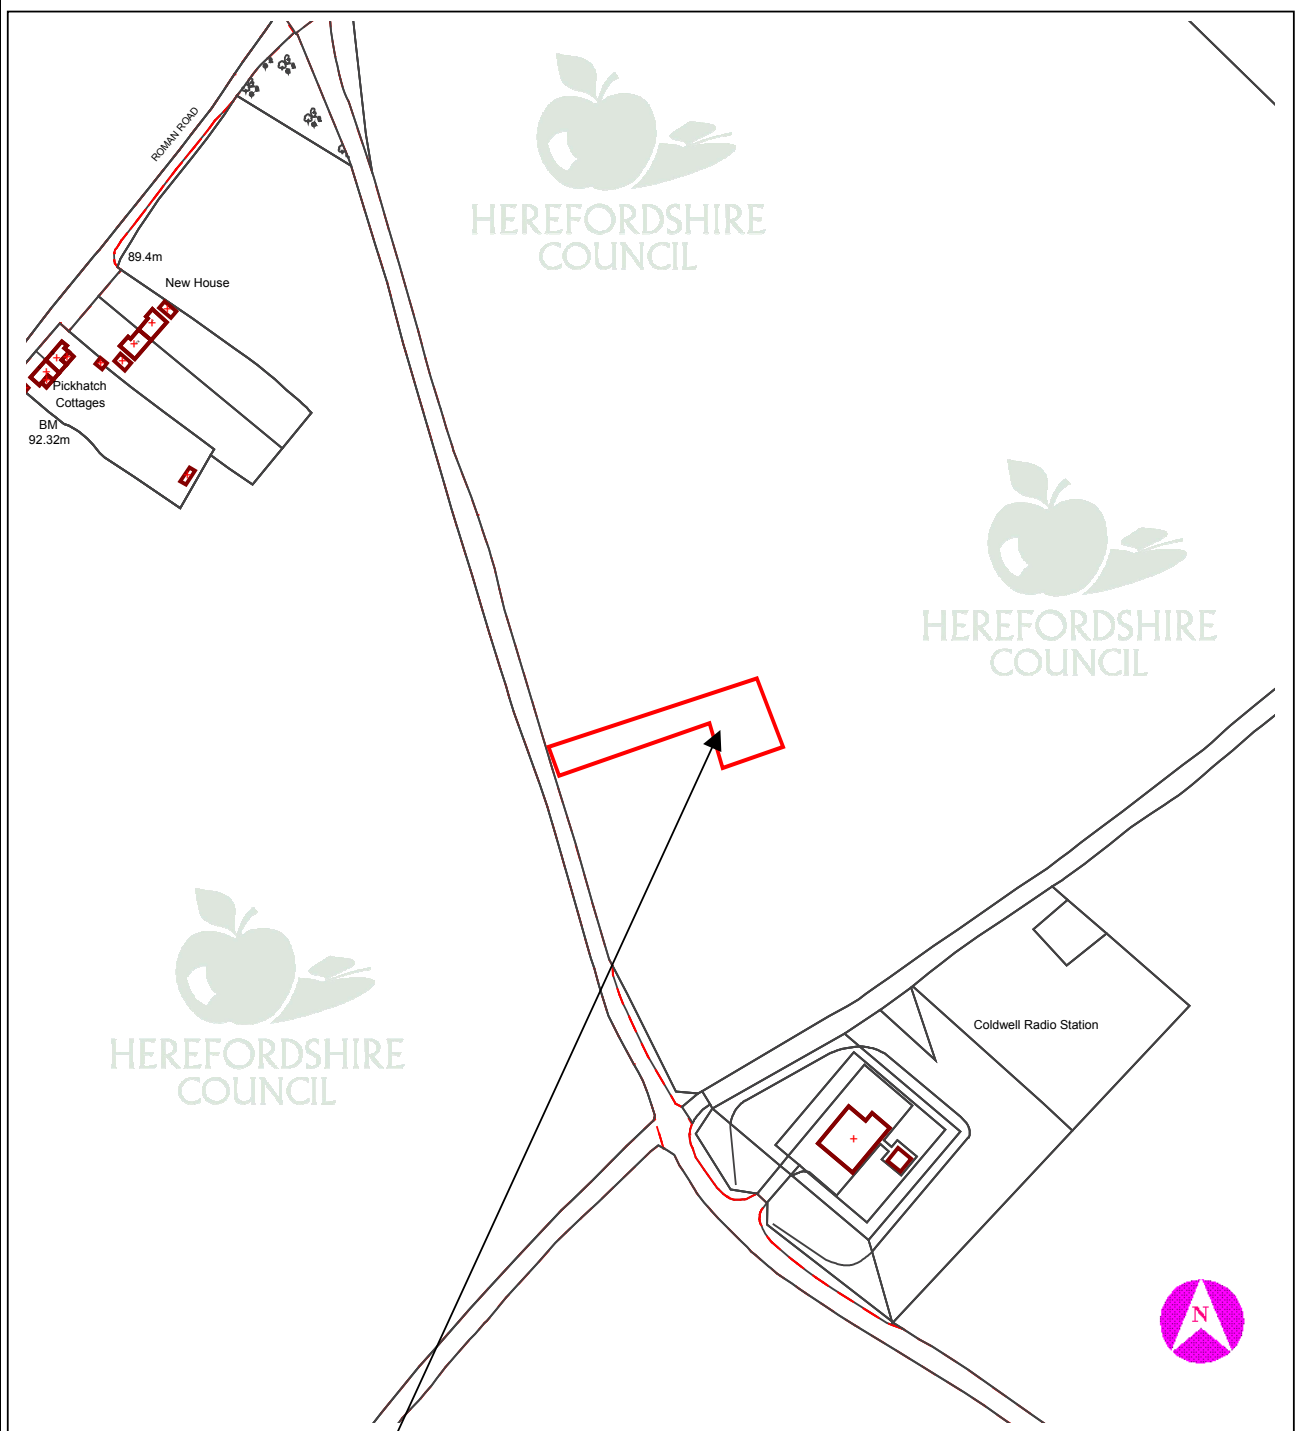 HEREFORDSHIRE
COUNCIL
ROMAN ROAD
89.4m
New House
Pickhatch
Cottages
BM
92.32m
HEREFORDSHIRE
COUNCIL
HEREFORDSHIRE
COUNCIL
Coldwell Radio Station
N